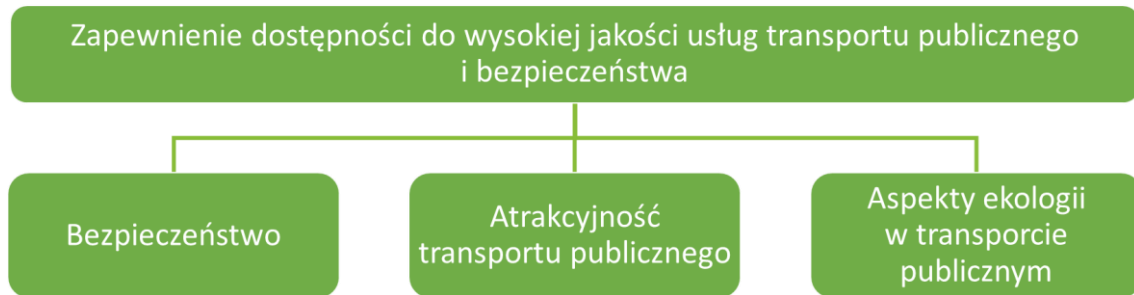 Zapewnienie dostępności do wysokiej jakości usług transportu publicznego
i bezpieczeństwa
Bezpieczeństwo
Atrakcyjność
transportu publicznego
Aspekty ekologii
w transporcie
publicznym